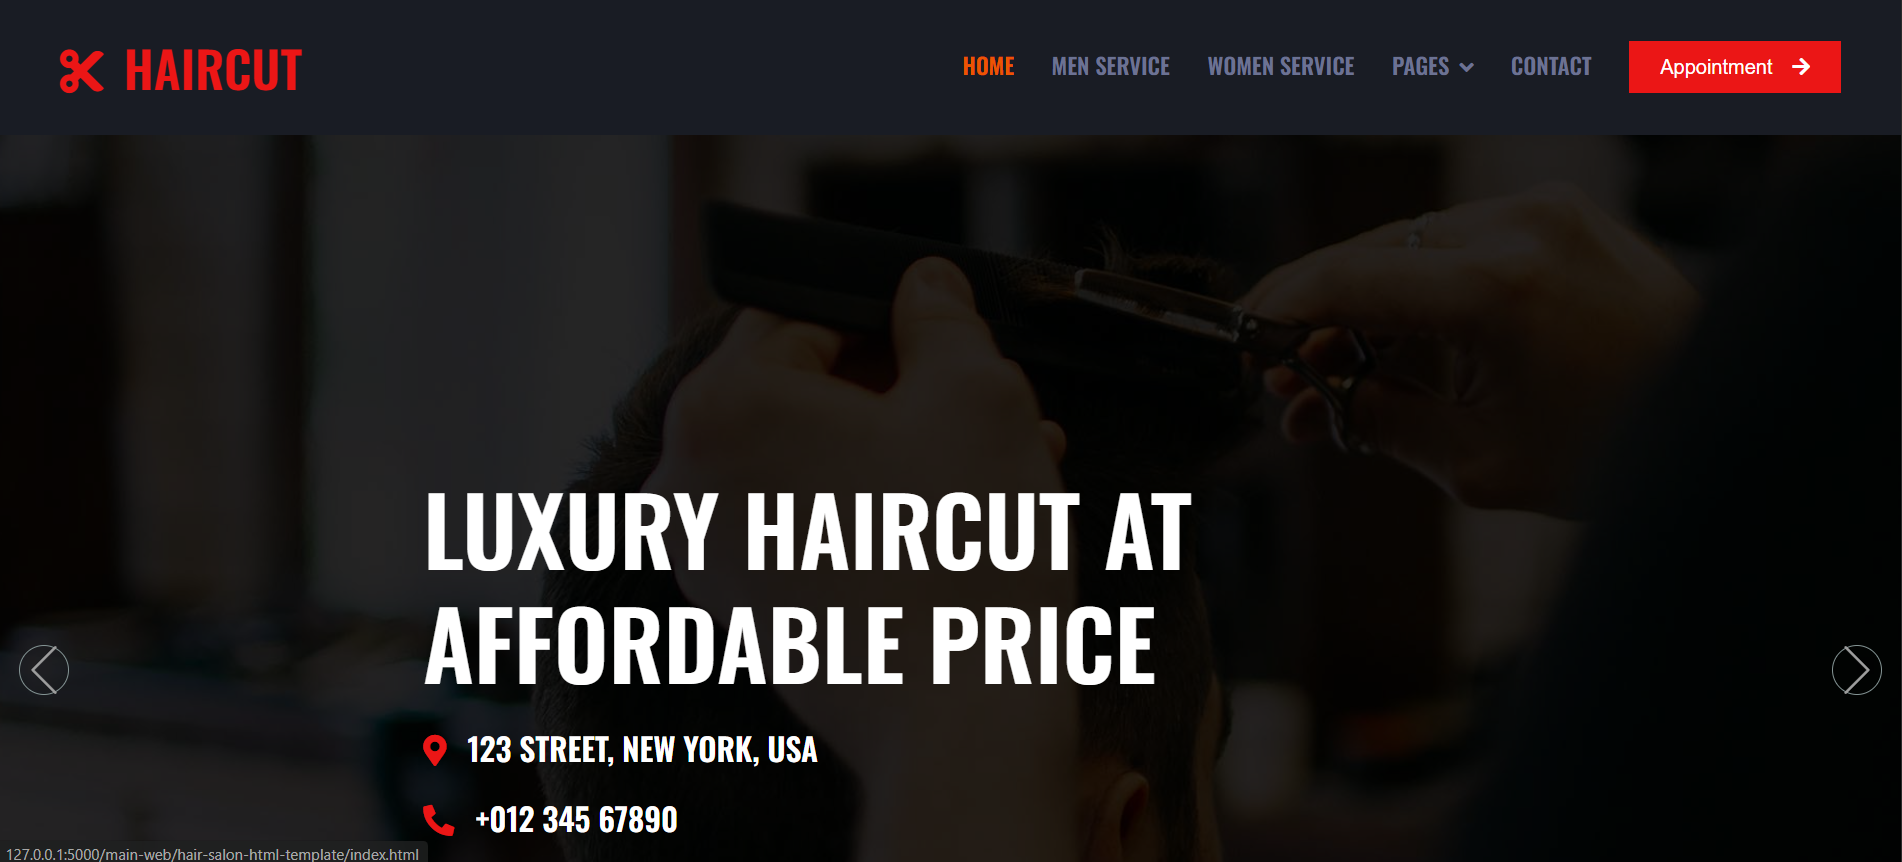 HAIRCUT
HOME MEN SERVICE WOMEN SERVICE PAGES CONTACT Appointment
LUXURY HAIRCUT AT
AFFORDABLE PRICE
123 STREET, NEW YORK, USA
+012 345 67890
127.0.0.1:5000/main-web/hair-salon-html-template/index.html